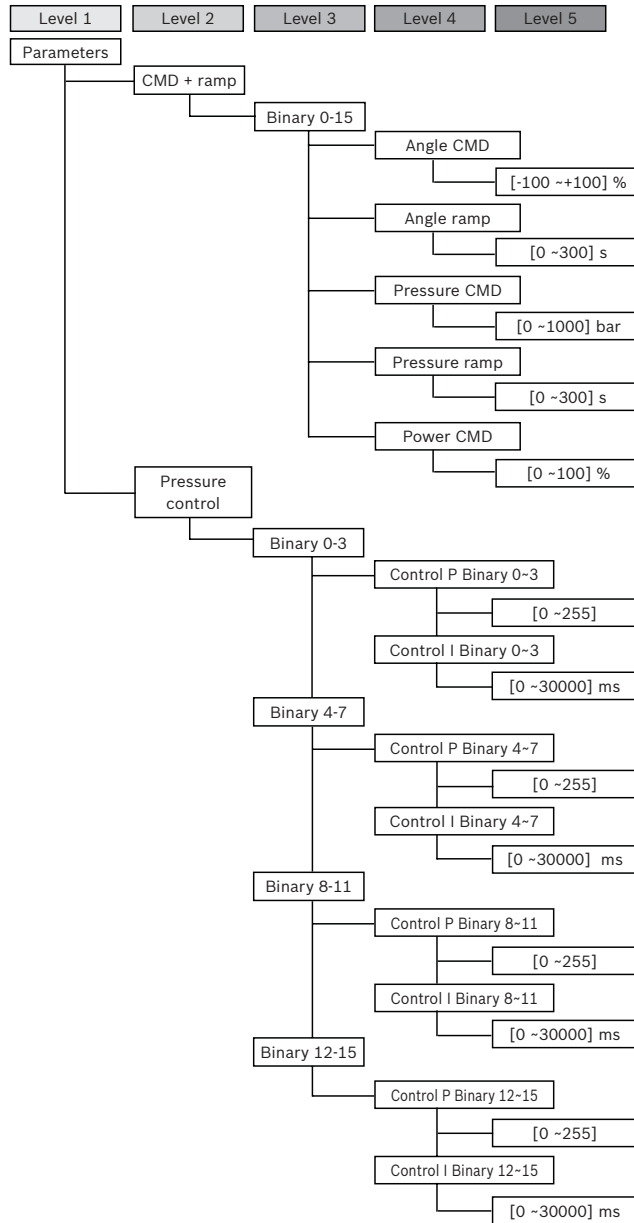 Level 1
Level 2
Level 3
Level 4
Level 5
Parameters
CMD + ramp
Binary 0-15
Angle CMD
[-100 ~+100] %
Angle ramp
[0 ~300] s
Pressure CMD
[0 ~1000] bar
Pressure ramp
[0 ~300] s
Power CMD
[0 ~100] %
Pressure
control
Binary 0-3
Control P Binary 0~3
[0 ~255]
Control I Binary 0~3
[0 ~30000] ms
Binary 4-7
Control P Binary 4~7
[0 ~255]
Control I Binary 4~7
[0 ~30000] ms
Binary 8-11
Control P Binary 8~11
[0 ~255]
Control I Binary 8~11
[0 ~30000] ms
Binary 12-15
Control P Binary 12~15
[0 ~255]
Control I Binary 12~15
[0 ~30000] ms